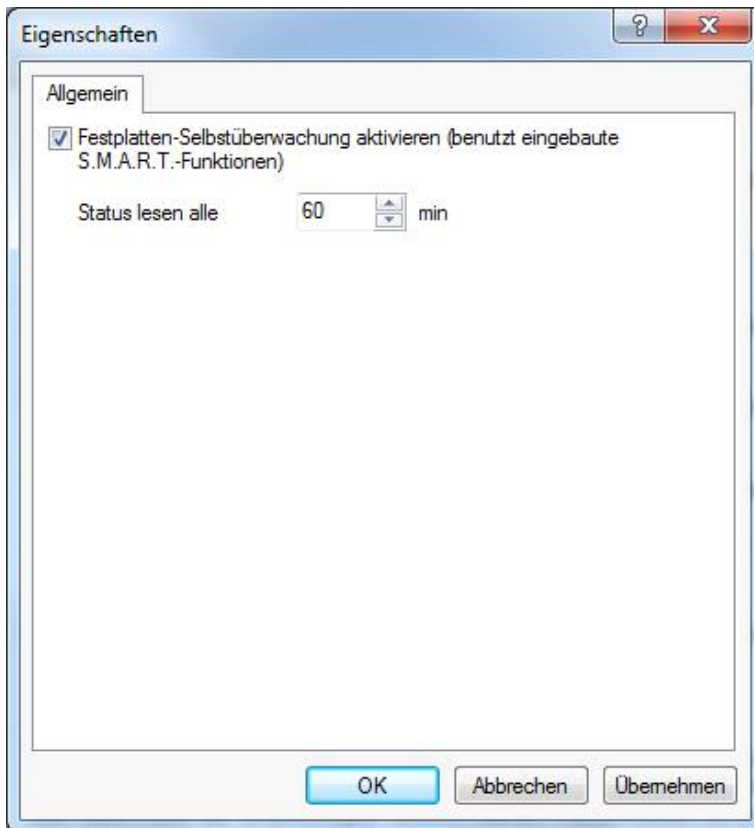 Eigenschaften
Allgemein
Festplatten-Selbstüberwachung aktivieren (benutzt eingebaute
S.M.A.R.T.-Funktionen)
Status lesen alle 60 min
OK Abbrechen Übernehmen